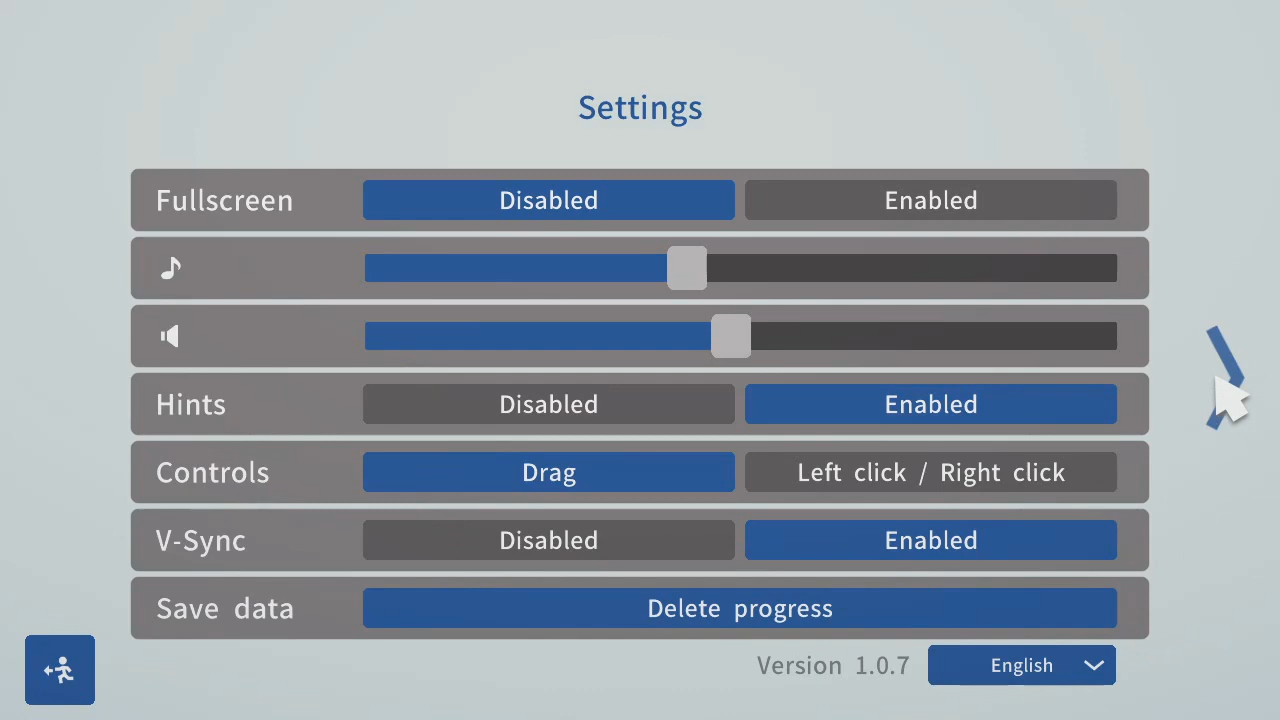 Settings
Fullscreen Disabled Enabled
Hints Disabled Enabled
Controls Drag Left click / Right click
V-Sync Disabled Enabled
Save data Delete progress
Version 1.0.7 English